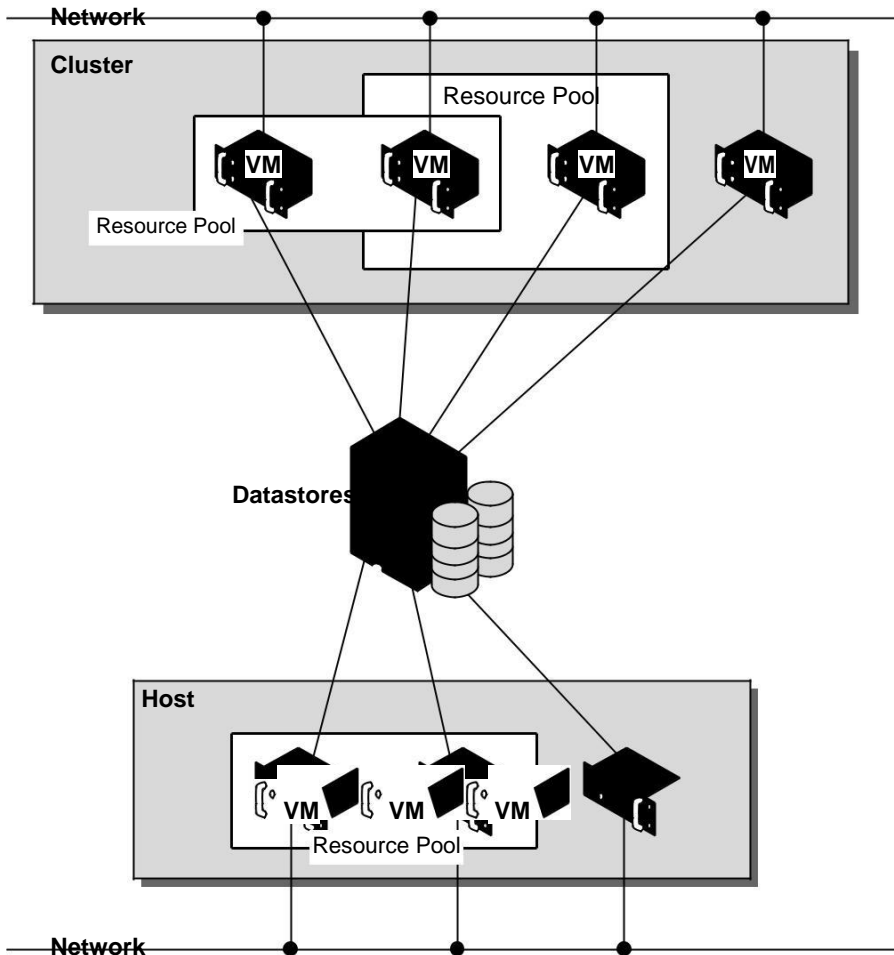 Network
Cluster
Resource Pool
VM VM VM VM
Resource Pool
Datastores
Host
VM VM VM
Resource Pool
Network